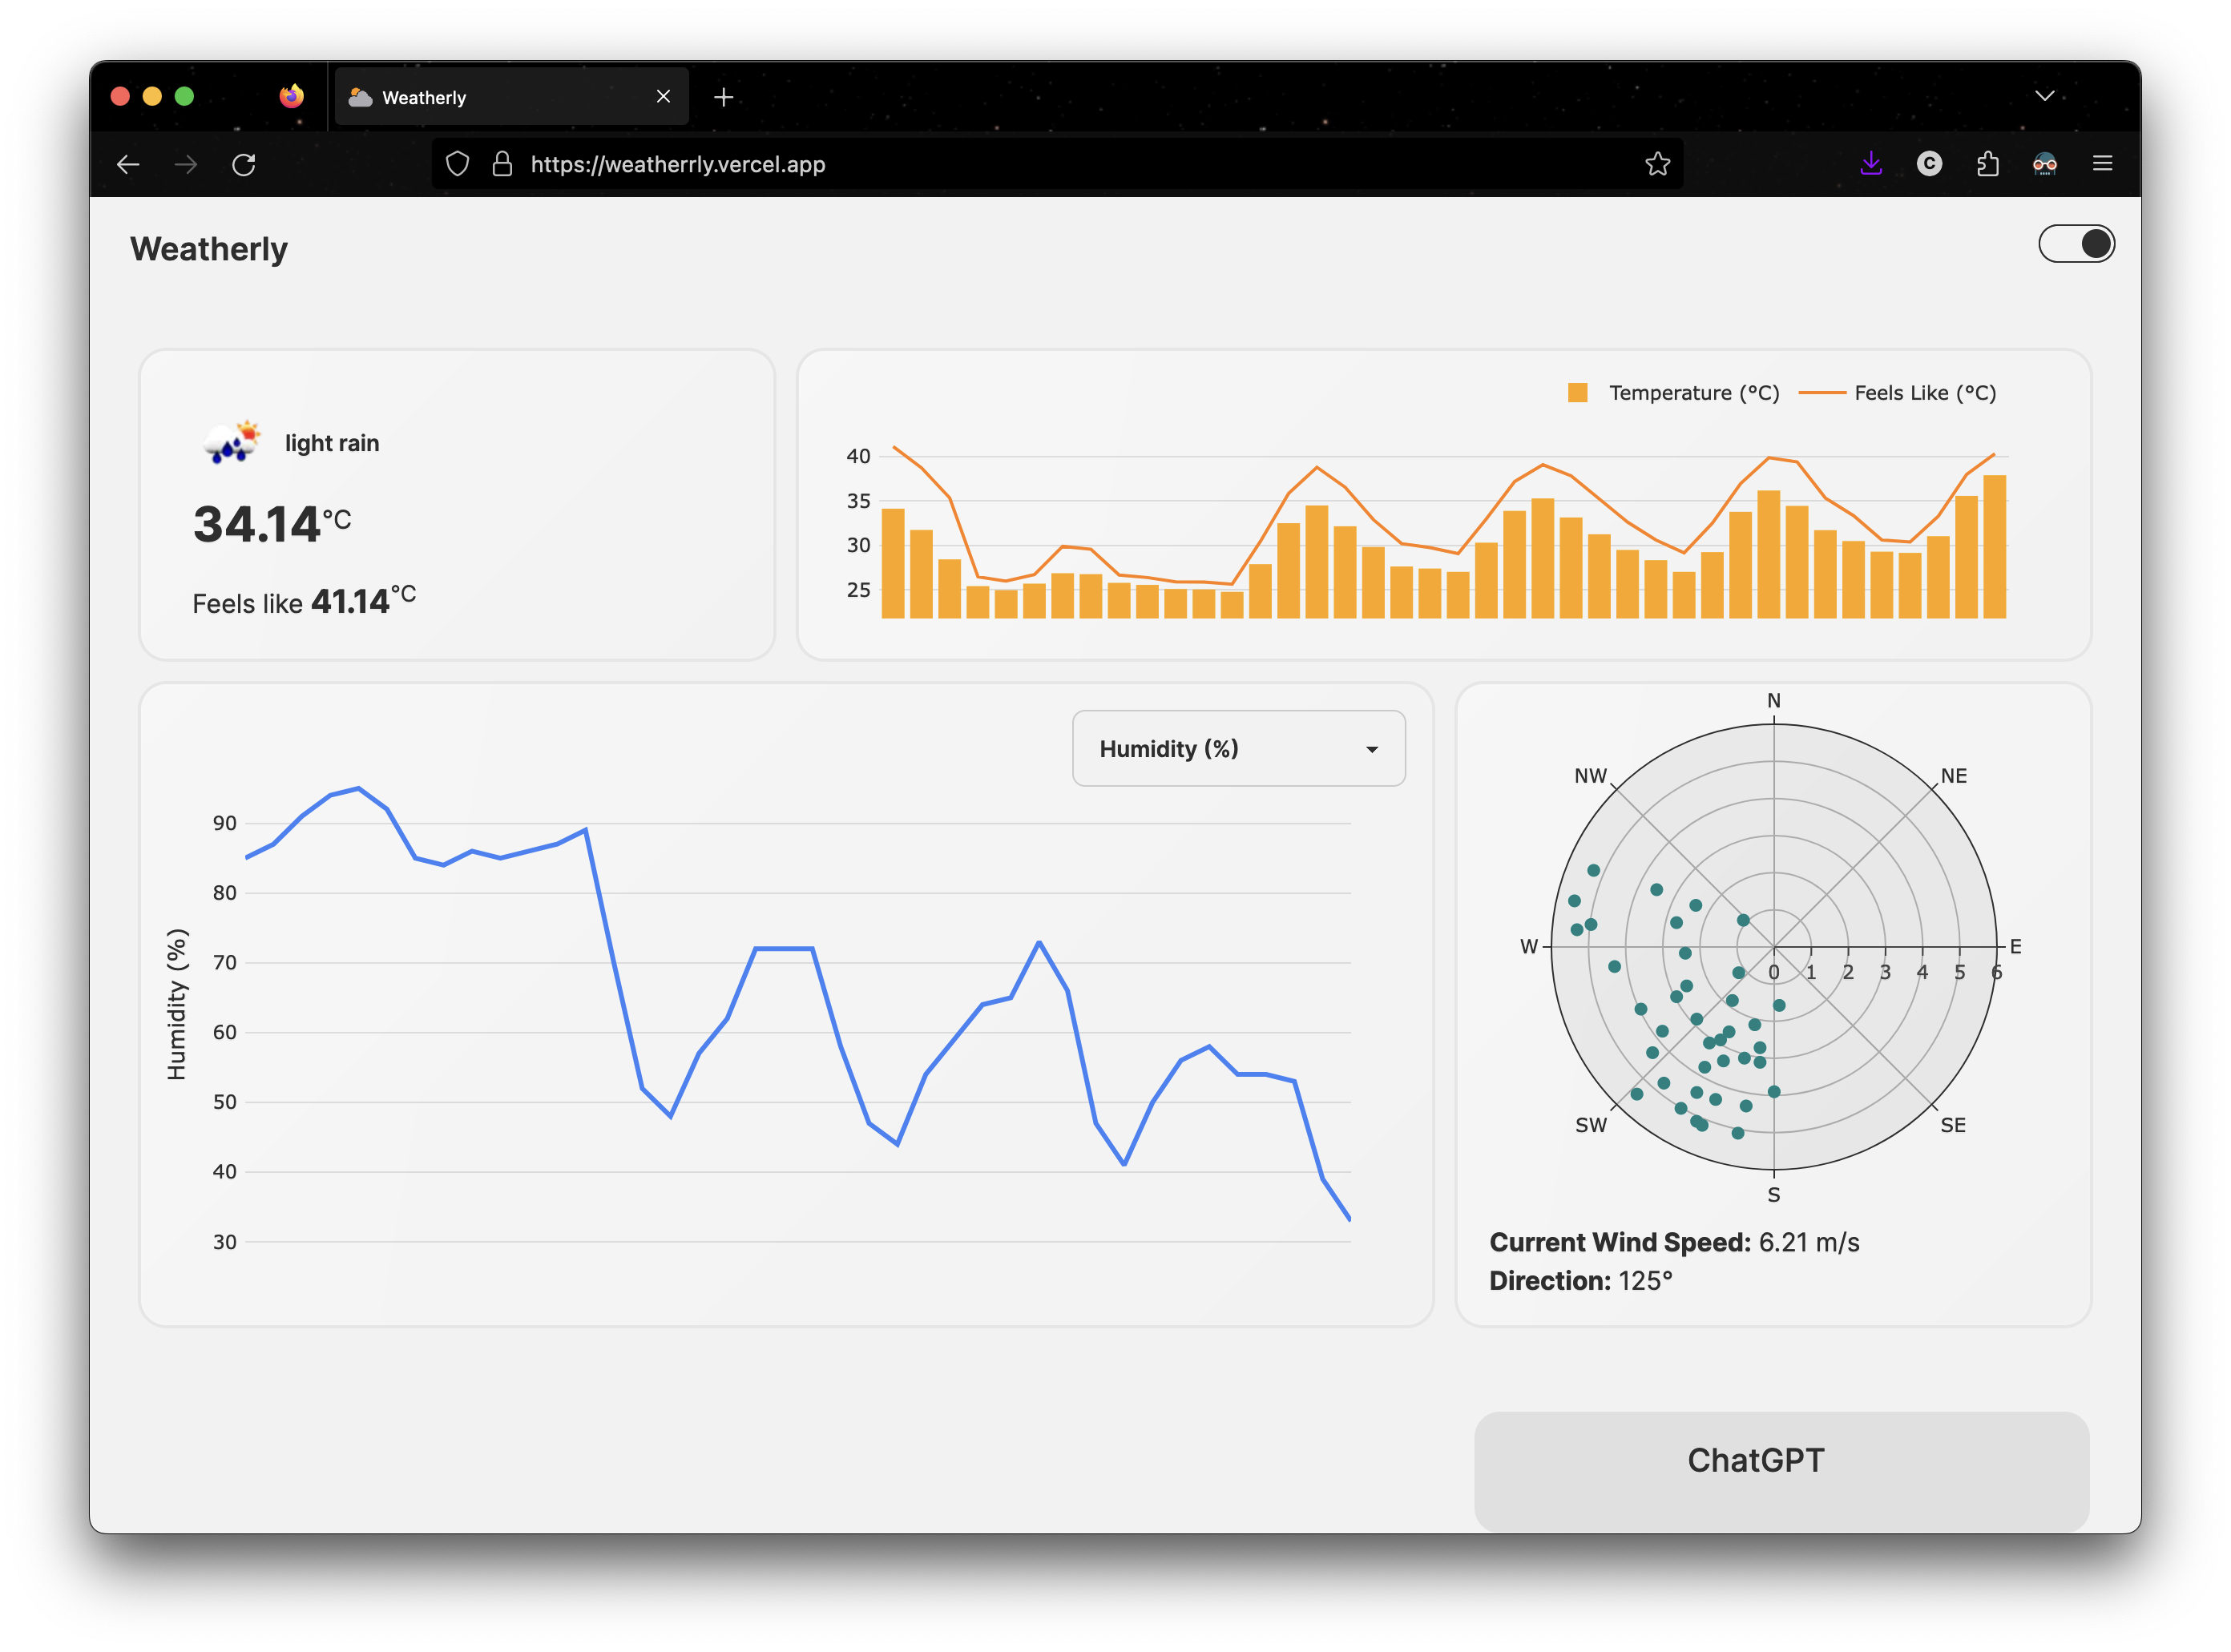 Weatherly
https://weatherrly.vercel.app
C
Weatherly
light rain
34.14°C
Feels like 41.14°C
Temperature (°C) Feels Like (°C)
40
35
30
25
Humidity (%)
Humidity (%)
90
80
70
60
50
40
30
N
NW NE
W E
0 1 2 3 4 5 6
SW SE
S
Current Wind Speed: 6.21 m/s
Direction: 125°
ChatGPT